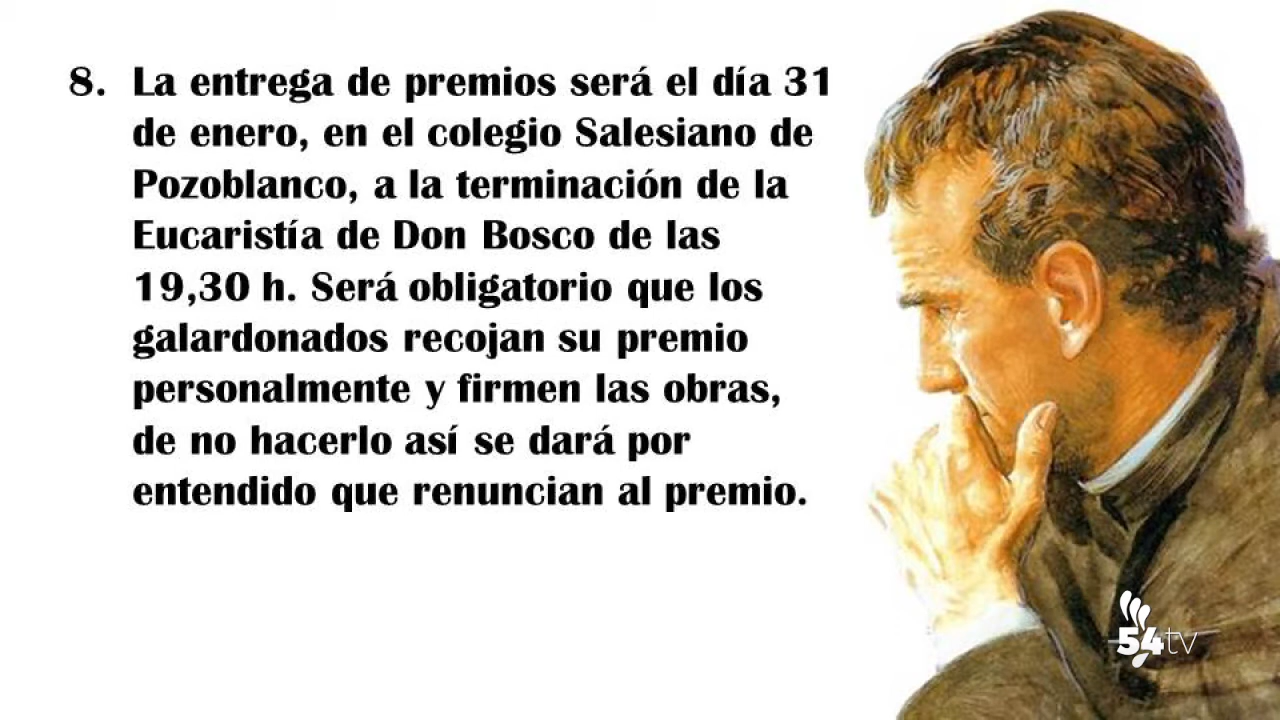 8. La entrega de premios será el día 31
de enero, en el colegio Salesiano de
Pozoblanco, a la terminación de la
Eucaristía de Don Bosco de las
19,30 h. Será obligatorio que los
galardonados recojan su premio
personalmente y firmen las obras,
de no hacerlo así se dará por
entendido que renuncian al premio.
54tv